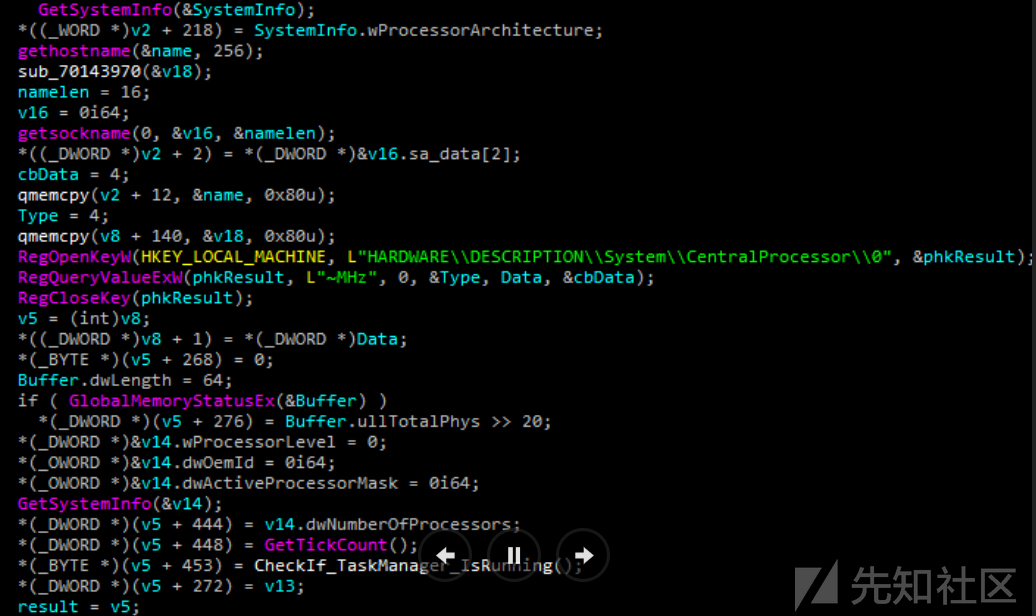 GetSystemInfo(&SystemInfo);
*((_WORD *)v2 + 218) = SystemInfo.wProcessorArchitecture;
gethostname(&name, 256);
sub_70143970(&v18);
namelen = 16;
v16 = 0i64;
getsockname(0, &v16, &namelen);
*((_DWORD *)v2 + 2) = *(_DWORD *)&v16.sa_data[2];
cbData = 4;
qmemcpy(v2 + 12, &name, 0x80u);
Type = 4;
qmemcpy(v8 + 140, &v18, 0x80u);
RegOpenKeyW(HKEY_LOCAL_MACHINE, L"HARDWARE\\DESCRIPTION\\System\\CentralProcessor\\0", &phkResult);
RegQueryValueExW(phkResult, L"~MHz", 0, &Type, Data, &cbData);
RegCloseKey(phkResult);
v5 = (int)v8;
*((_DWORD *)v8 + 1) = *(_DWORD *)Data;
*(_BYTE *)(v5 + 268) = 0;
Buffer.dwLength = 64;
if ( GlobalMemoryStatusEx(&Buffer) )
*(_DWORD *)(v5 + 276) = Buffer.ullTotalPhys >> 20;
*(_DWORD *)&v14.wProcessorLevel = 0;
*(_OWORD *)&v14.dwOemId = 0i64;
*(_OWORD *)&v14.dwActiveProcessorMask = 0i64;
GetSystemInfo(&v14);
*(_DWORD *)(v5 + 444) = v14.dwNumberOfProcessors;
*(_DWORD *)(v5 + 448) = GetTickCount();
*(_BYTE *)(v5 + 453) = CheckIf_TaskManager_IsRunning();
*(_DWORD *)(v5 + 272) = v13;
result = v5;
先知社区